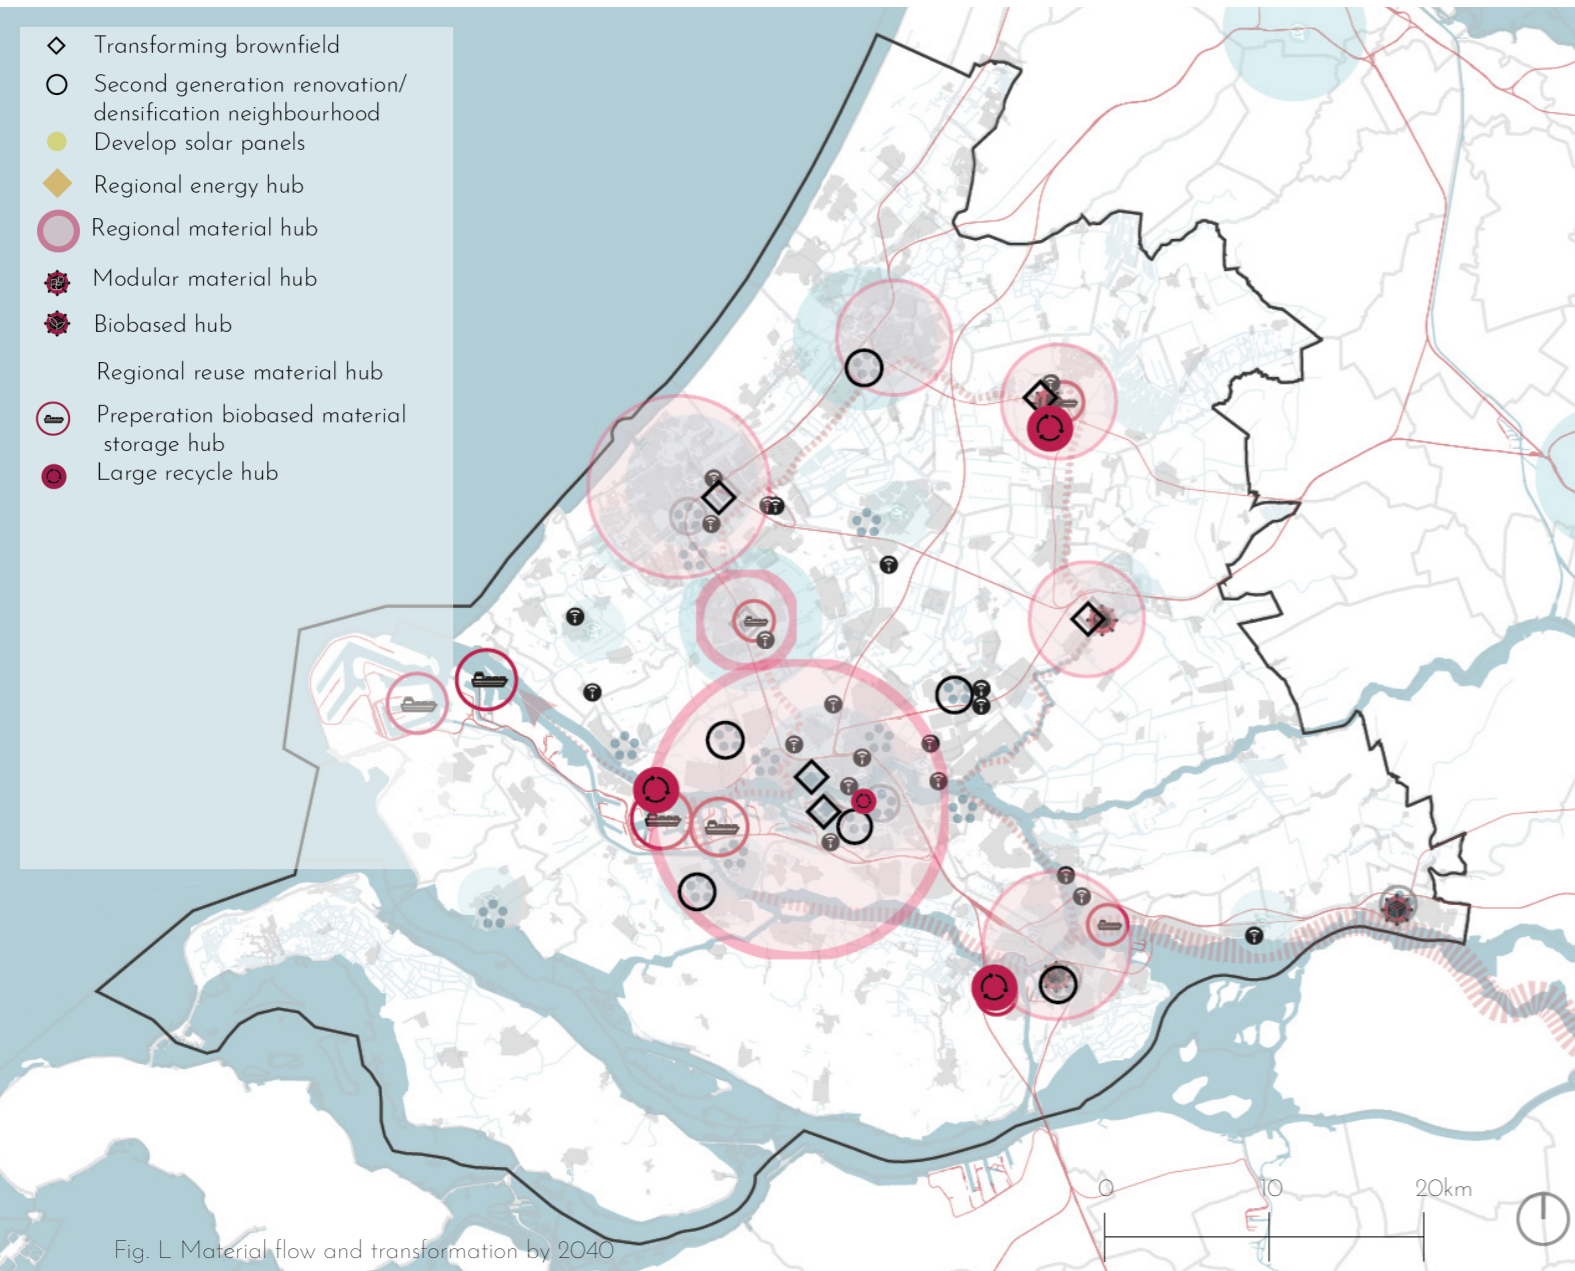 Transforming brownfield
Second generation renovation/
densification neighbourhood
Develop solar panels
Regional energy hub
Regional material hub
Modular material hub
Biobased hub
Regional reuse material hub
Preperation biobased material
storage hub
Large recycle hub
0 10 20km
Fig. L Material flow and transformation by 2040